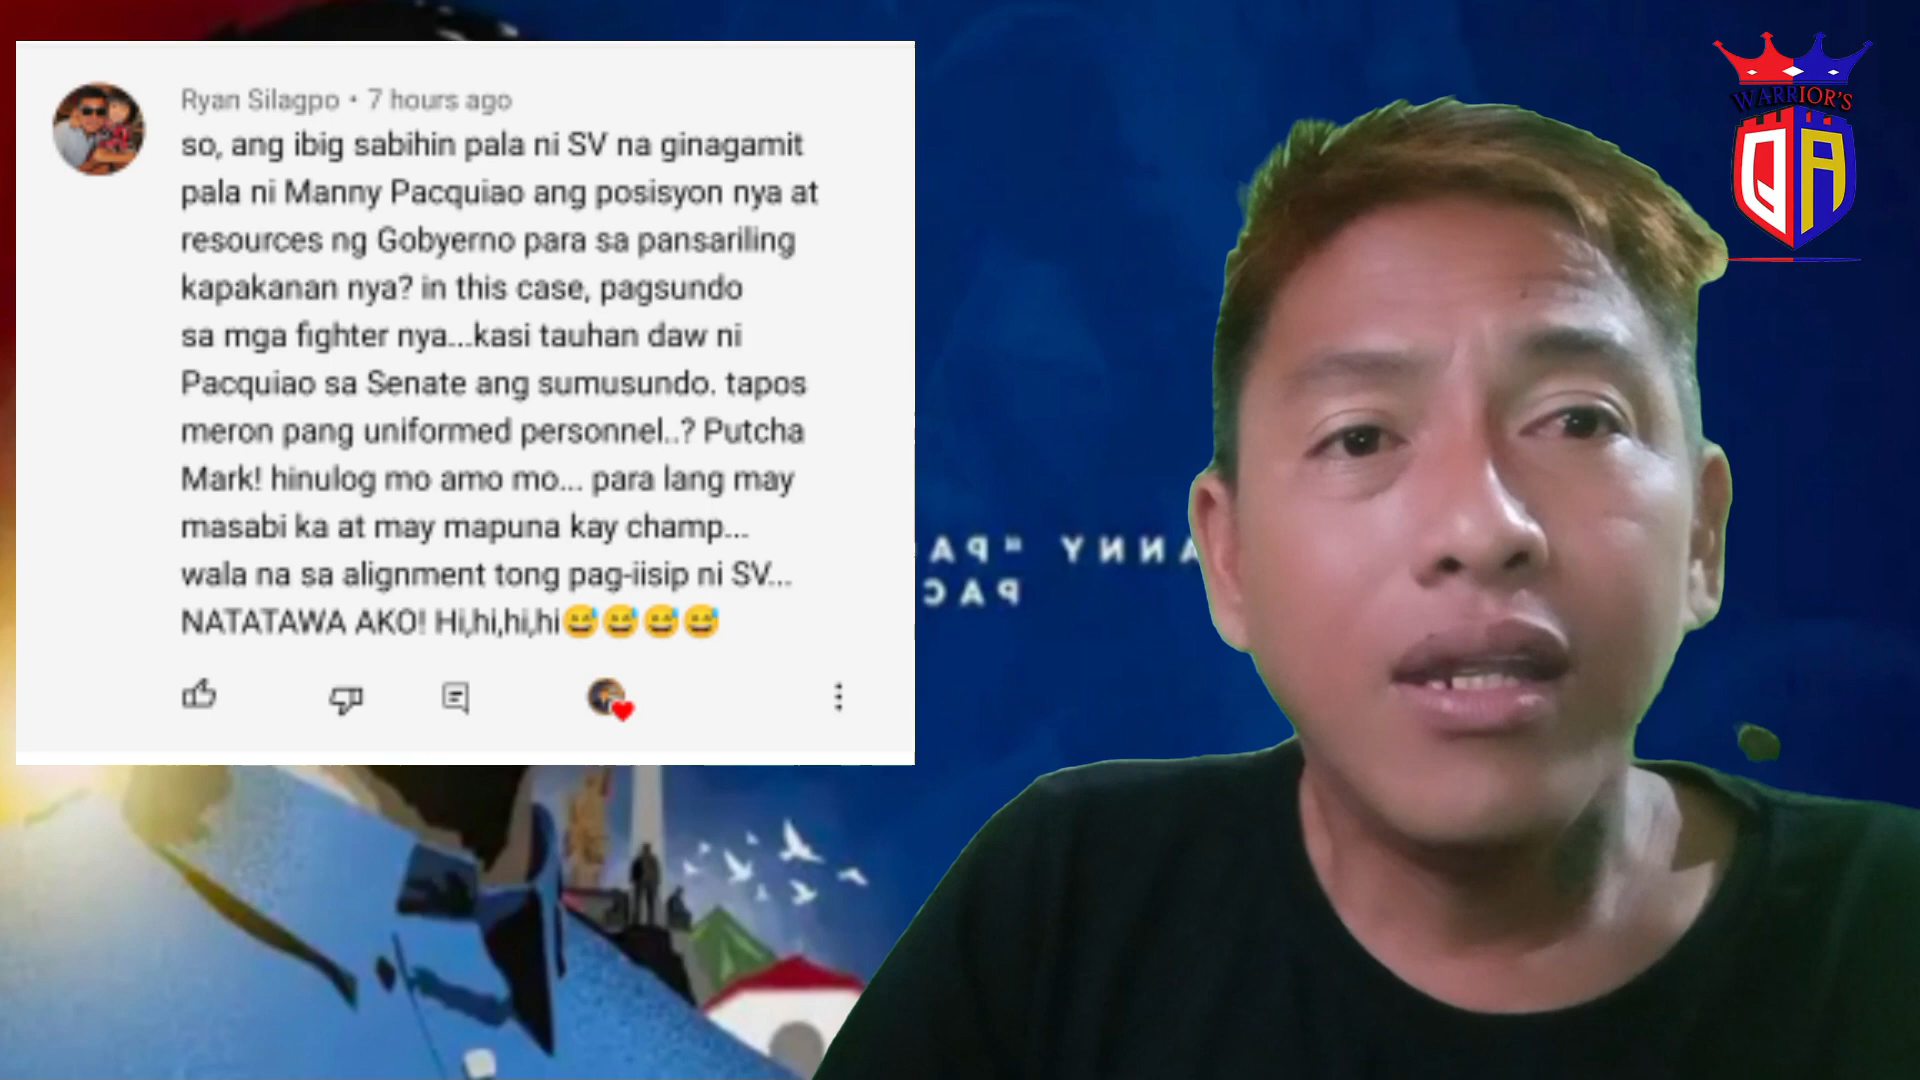 Ryan Silagpo • 7 hours ago
so, ang ibig sabihin pala ni SV na ginagamit
pala ni Manny Pacquiao ang posisyon nya at
resources ng Gobyerno para sa pansariling
kapakanan nya? in this case, pagsundo
sa mga fighter nya...kasi tauhan daw ni
Pacquiao sa Senate ang sumusundo. tapos
meron pang uniformed personnel..? Putcha
Mark! hinulog mo amo mo... para lang may
masabi ka at may mapuna kay champ...
wala na sa alignment tong pag-iisip ni SV...
NATATAWA AKO! Hi,hi,hi,hi😅😅😅😅
WARRIOR'S
QA
ANNY "PA
PAC